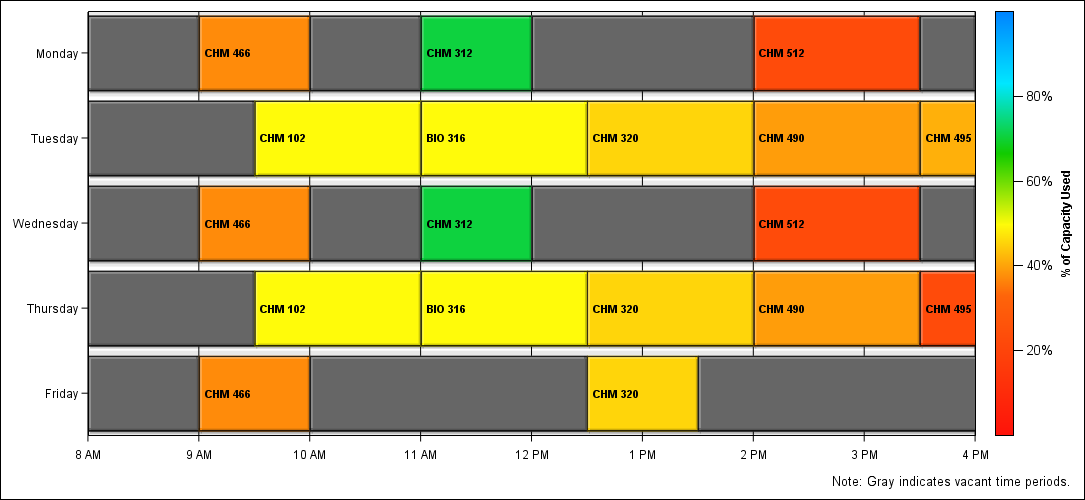 Monday
CHM 466
CHM 312
CHM 512
Tuesday
CHM 102
BIO 316
CHM 320
CHM 490
CHM 495
Wednesday
CHM 466
CHM 312
CHM 512
Thursday
CHM 102
BIO 316
CHM 320
CHM 490
CHM 495
Friday
CHM 466
CHM 320
8 AM
9 AM
10 AM
11 AM
12 PM
1 PM
2 PM
3 PM
4 PM
80%
60%
40%
20%
% of Capacity Used
Note: Gray indicates vacant time periods.